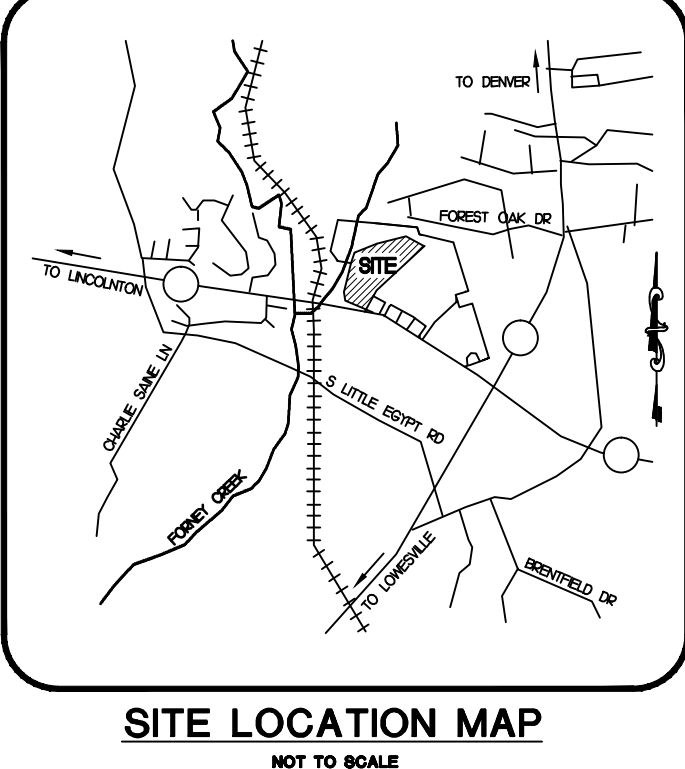 TO DENVER
FOREST OAK DR
SITE
TO LINCOLNTON
CHARLIE SAINE LN
S LITTLE EGYPT RD
FORNEY CREEK
TO LOWESVILLE
BRENTFIELD DR
SITE LOCATION MAP
NOT TO SCALE